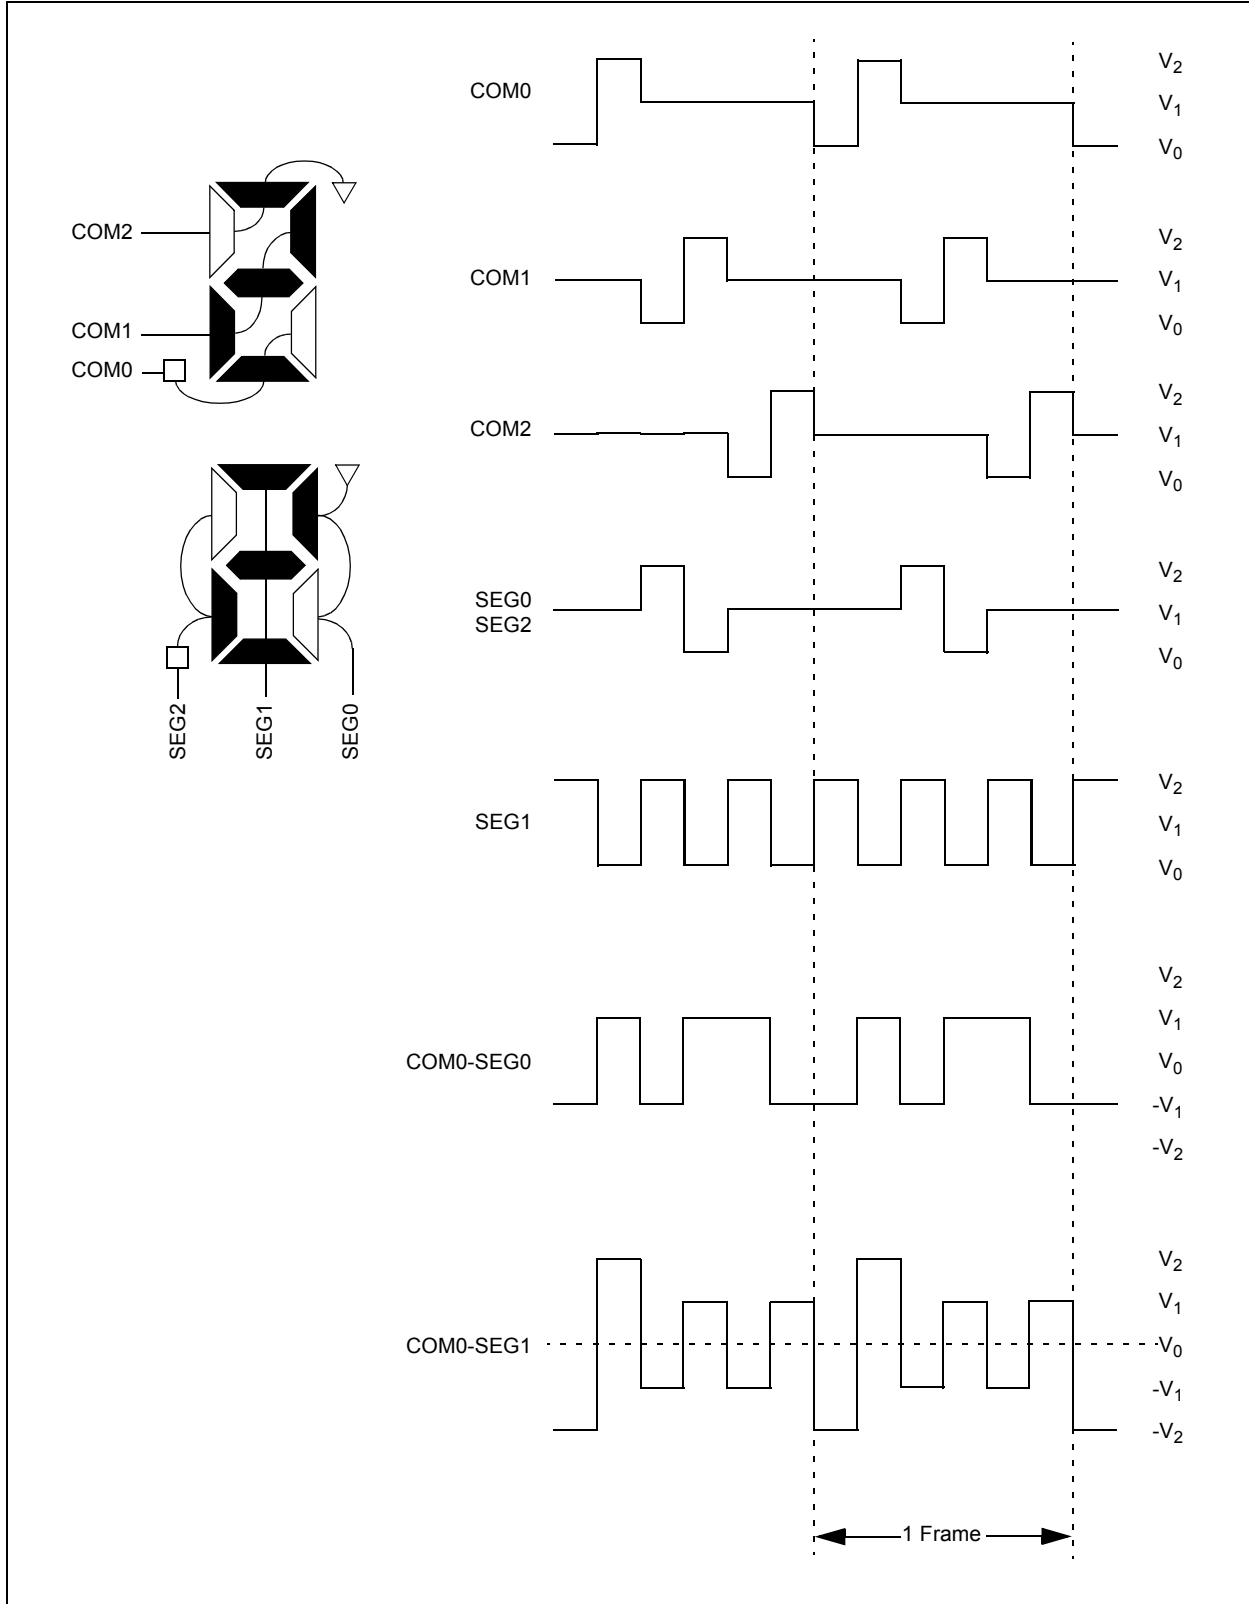 COM0
V2
V1
V0
COM2
COM1
COM0
COM1
V2
V1
V0
COM2
V2
V1
V0
SEG2
SEG1
SEG0
SEG0
SEG2
V2
V1
V0
SEG1
V2
V1
V0
COM0-SEG0
V2
V1
V0
-V1
-V2
COM0-SEG1
V2
V1
V0
-V1
-V2
1 Frame